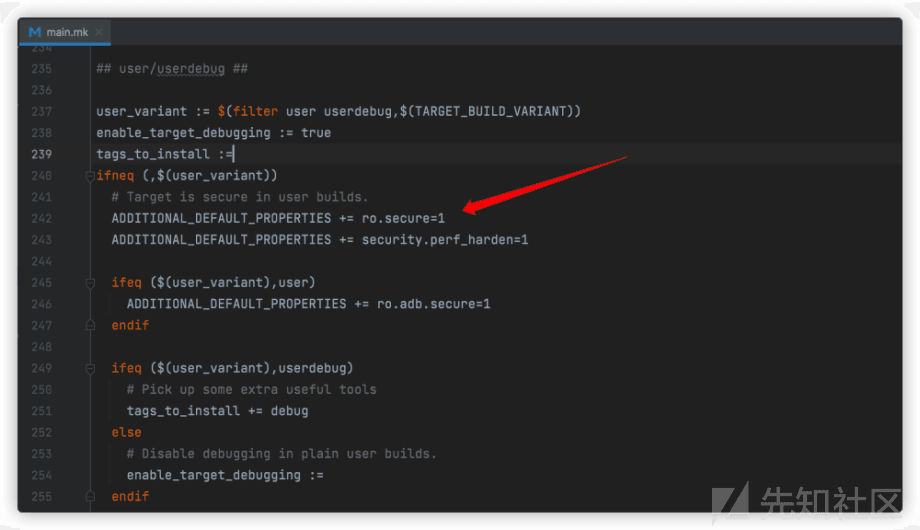 main.mk
234
235 ## user/userdebug ##
236
237 user_variant := $(filter user userdebug,$(TARGET_BUILD_VARIANT))
238 enable_target_debugging := true
239 tags_to_install :=
240 ifneq (,$(user_variant))
241 # Target is secure in user builds.
242 ADDITIONAL_DEFAULT_PROPERTIES += ro.secure=1
243 ADDITIONAL_DEFAULT_PROPERTIES += security.perf_harden=1
244
245 ifeq ($(user_variant),user)
246 ADDITIONAL_DEFAULT_PROPERTIES += ro.adb.secure=1
247 endif
248
249 ifeq ($(user_variant),userdebug)
250 # Pick up some extra useful tools
251 tags_to_install += debug
252 else
253 # Disable debugging in plain user builds.
254 enable_target_debugging :=
255 endif
先知社区